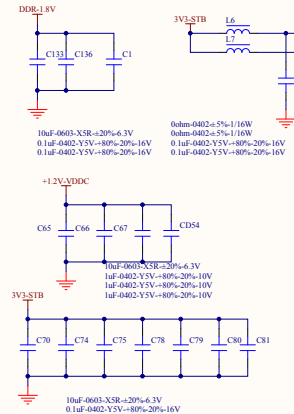 DDR-1.8V
C133 C136 C1
10uF-0603-X5R-±20%-6.3V
0.1uF-0402-Y5V-+80%-20%-16V
0.1uF-0402-Y5V-+80%-20%-16V
3V3-STB
L6
L7
0ohm-0402-±5%-1/16W
0ohm-0402-±5%-1/16W
0.1uF-0402-Y5V-+80%-20%-16V
0.1uF-0402-Y5V-+80%-20%-16V
+1.2V-VDDC
C65 C66 C67 CD54
10uF-0603-X5R-±20%-6.3V
1uF-0402-Y5V-+80%-20%-10V
1uF-0402-Y5V-+80%-20%-10V
1uF-0402-Y5V-+80%-20%-10V
3V3-STB
C70 C74 C75 C78 C79 C80 C81
10uF-0603-X5R-±20%-6.3V
0.1uF-0402-Y5V-+80%-20%-16V